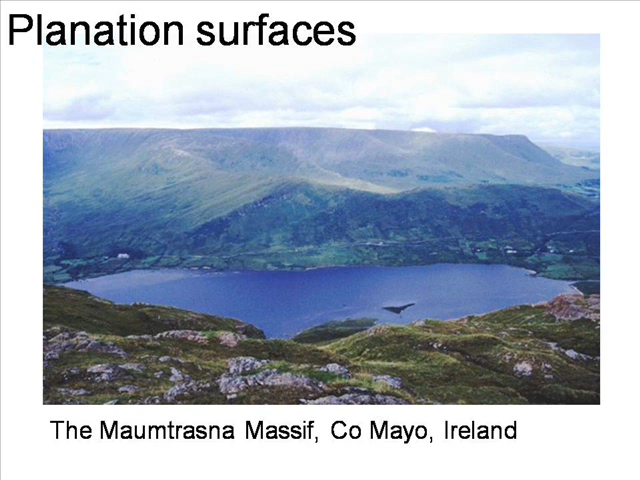 Planation surfaces
The Maumtrasna Massif, Co Mayo, Ireland